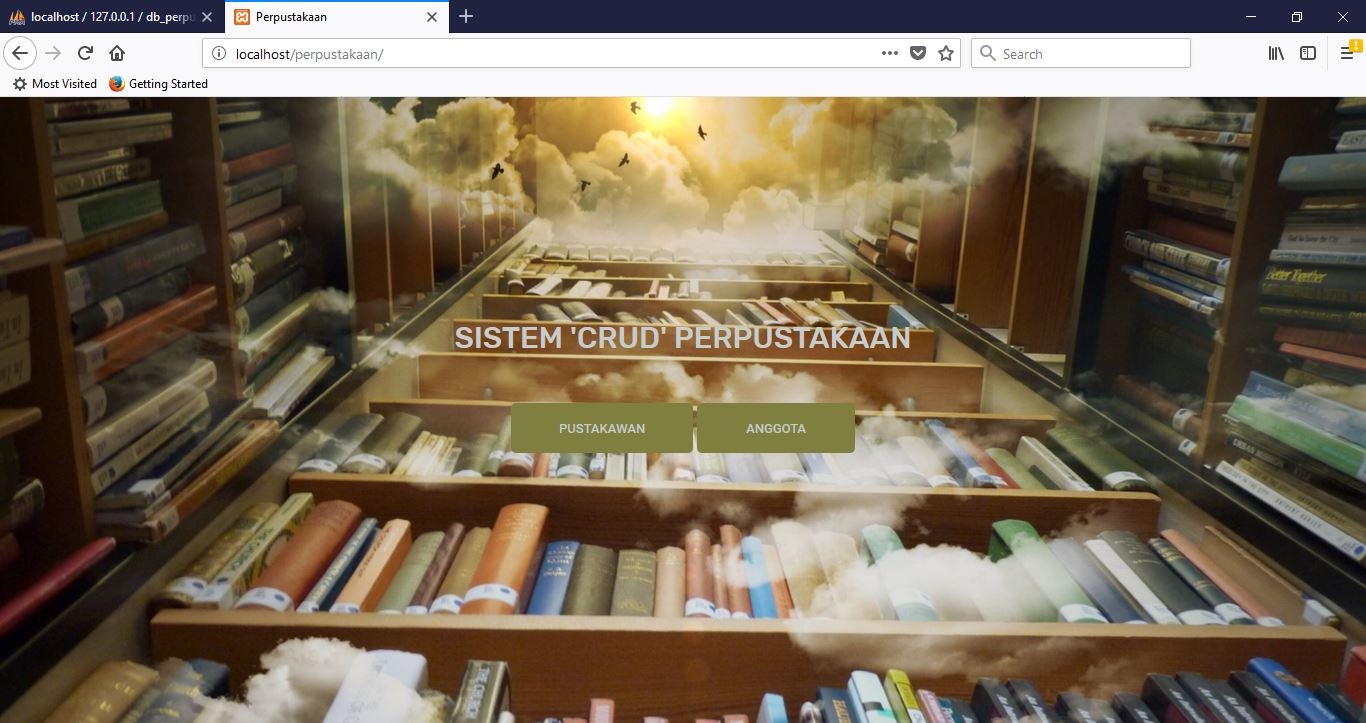 localhost / 127.0.0.1 / db_perpu
Perpustakaan
localhost/perpustakaan/
Search
Most Visited
Getting Started
SISTEM 'CRUD' PERPUSTAKAAN
PUSTAKAWAN
ANGGOTA
Better Together